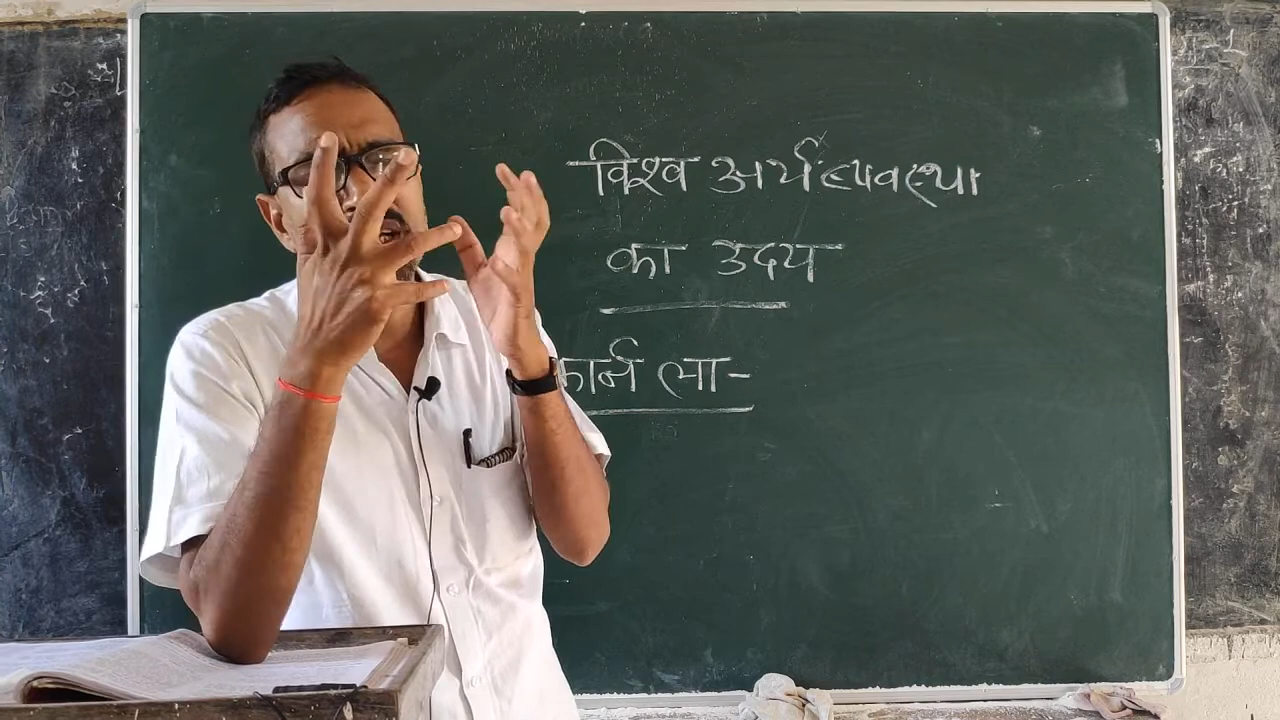 विश्व अर्थव्यवस्था
का उदय
कार्न ला-